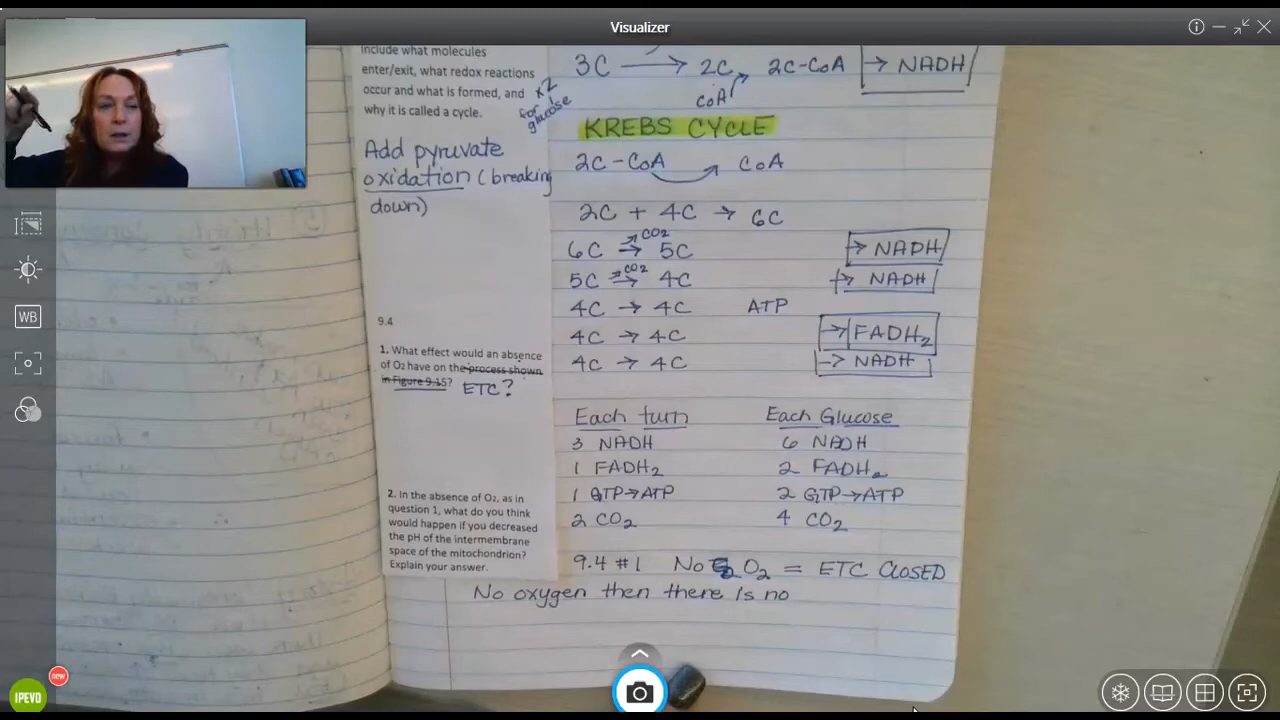 Visualizer
include what molecules
enter/exit, what redox reactions
occur and what is formed, and
why it is called a cycle.
x2
for
glucose
Add pyruvate
oxidation (breaking
down)
9.4
1. What effect would an absence
of O2 have on the process shown
in Figure 9.15? ETC?
2. In the absence of O2, as in
question 1, what do you think
would happen if you decreased
the pH of the intermembrane
space of the mitochondrion?
Explain your answer.
3C → 2C 2C-CoA → NADH
CoA
KREBS CYCLE
2C-CoA CoA
2C + 4C → 6C
6C → CO2 5C → NADH
5C → CO2 4C → NADH
4C → 4C ATP
4C → 4C → FADH2
4C → 4C → NADH
Each turn Each Glucose
3 NADH 6 NADH
1 FADH2 2 FADH2
1 GTP→ATP 2 GTP→ATP
2 CO2 4 CO2
9.4 #1 No O2 = ETC CLOSED
No oxygen then there is no
WB
new
IPEVO